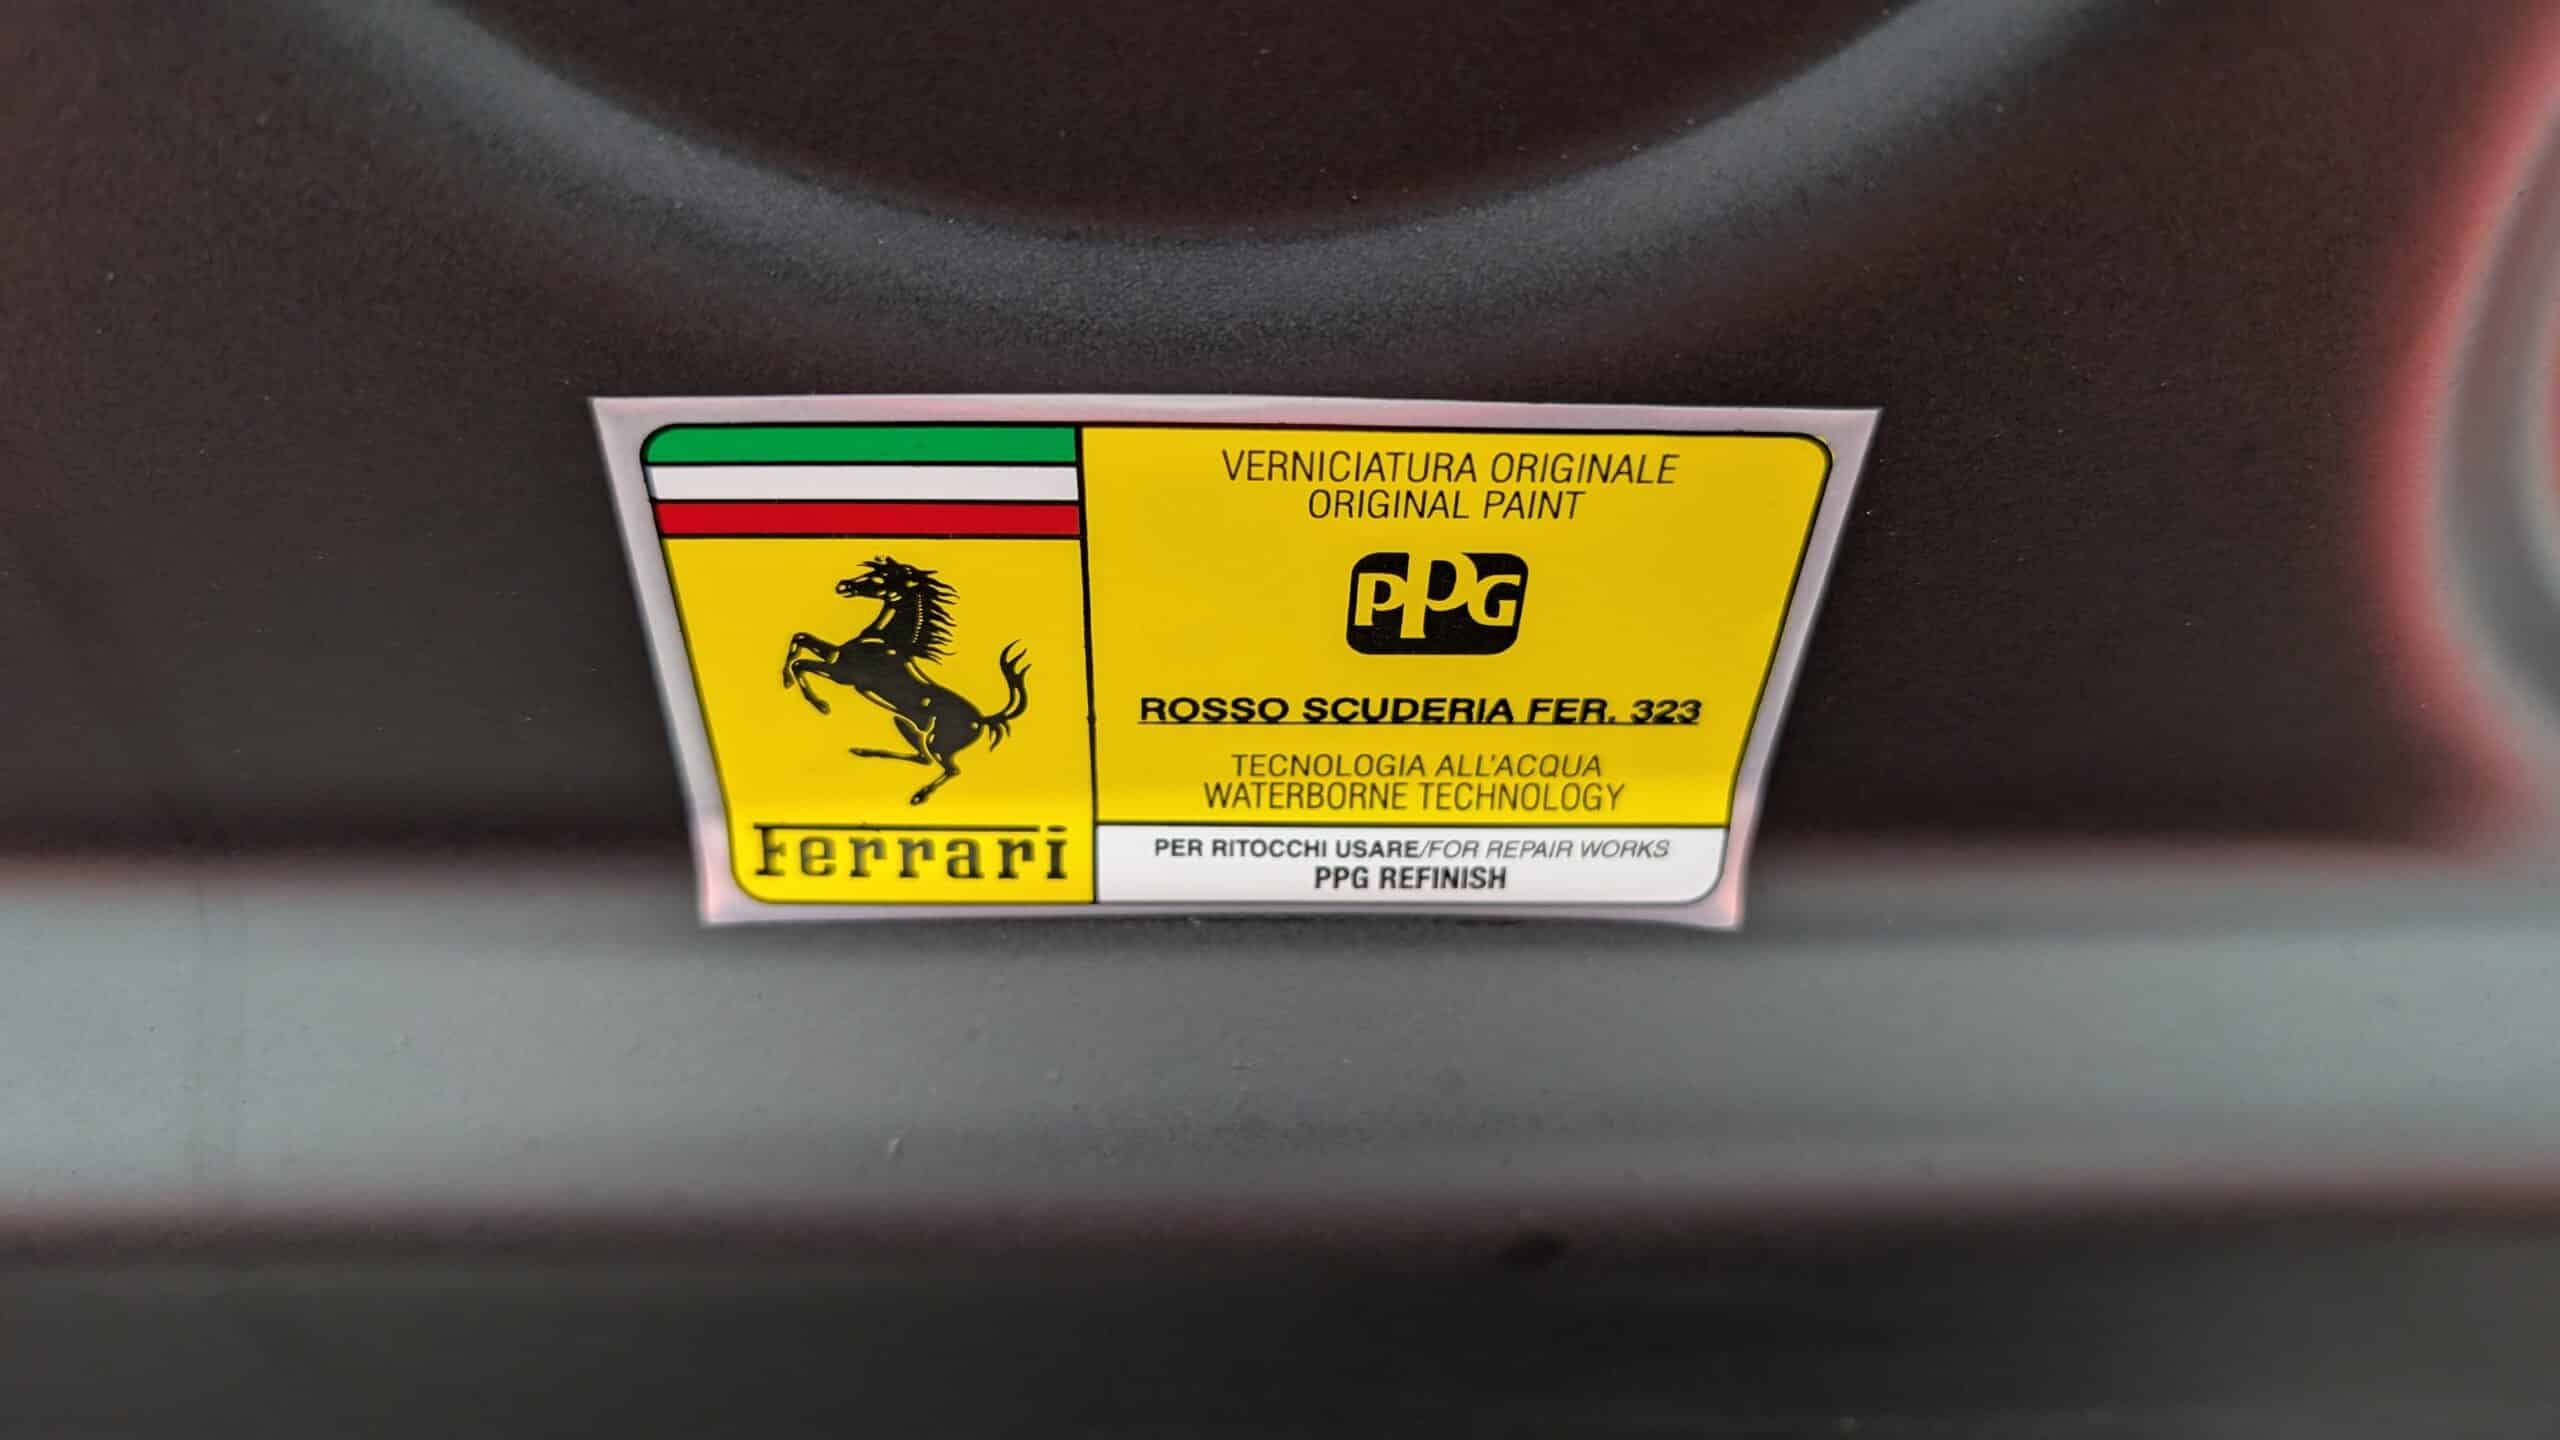 VERNICIATURA ORIGINALE
ORIGINAL PAINT
PPG
ROSSO SCUDERIA FER. 323
TECNOLOGIA ALL'ACQUA
WATERBORNE TECHNOLOGY
Ferrari
PER RITOCCHI USARE/FOR REPAIR WORKS
PPG REFINISH